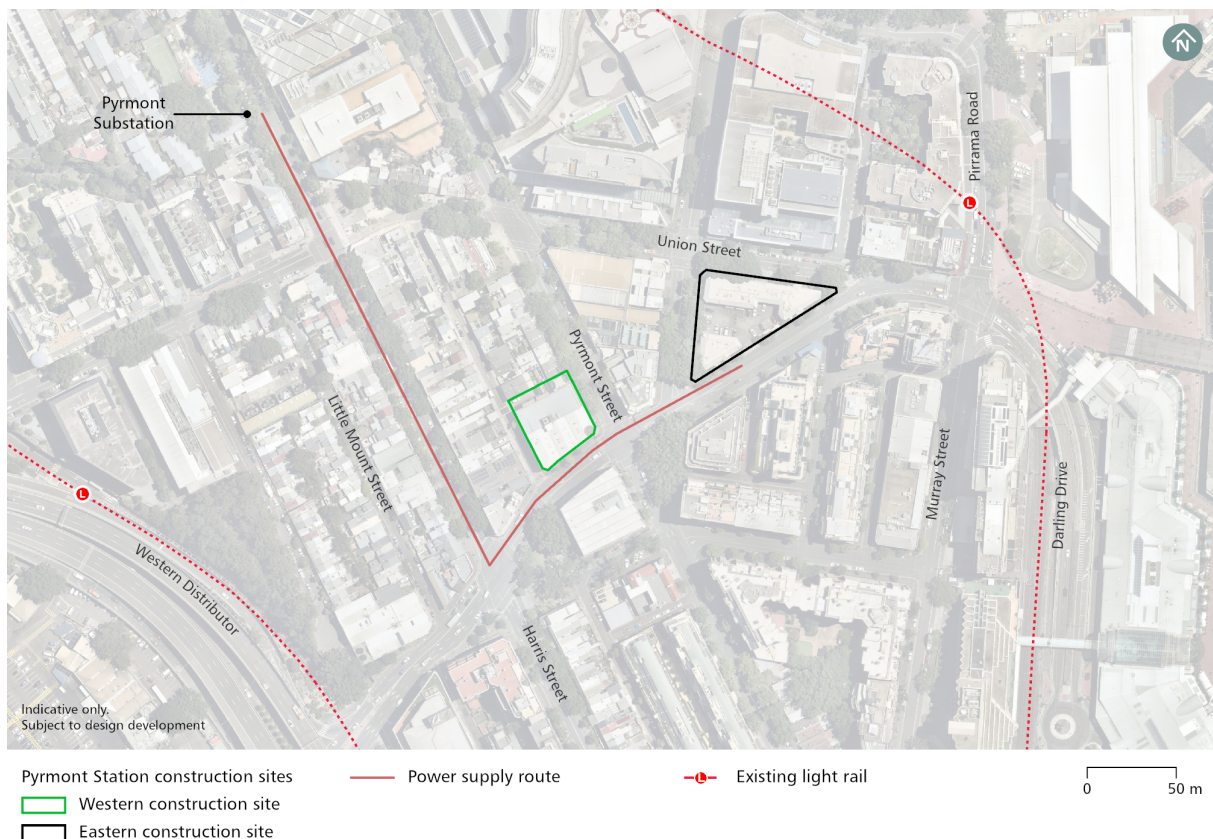 N
Pyrmont
Substation
Pirrama Road
L
Union Street
Pyrmont Street
Little Mount Street
Murray Street
Darling Drive
L
Western Distributor
Harris Street
Indicative only.
Subject to design development
Pyrmont Station construction sites
Western construction site
Eastern construction site
Power supply route
L
Existing light rail
0
50 m